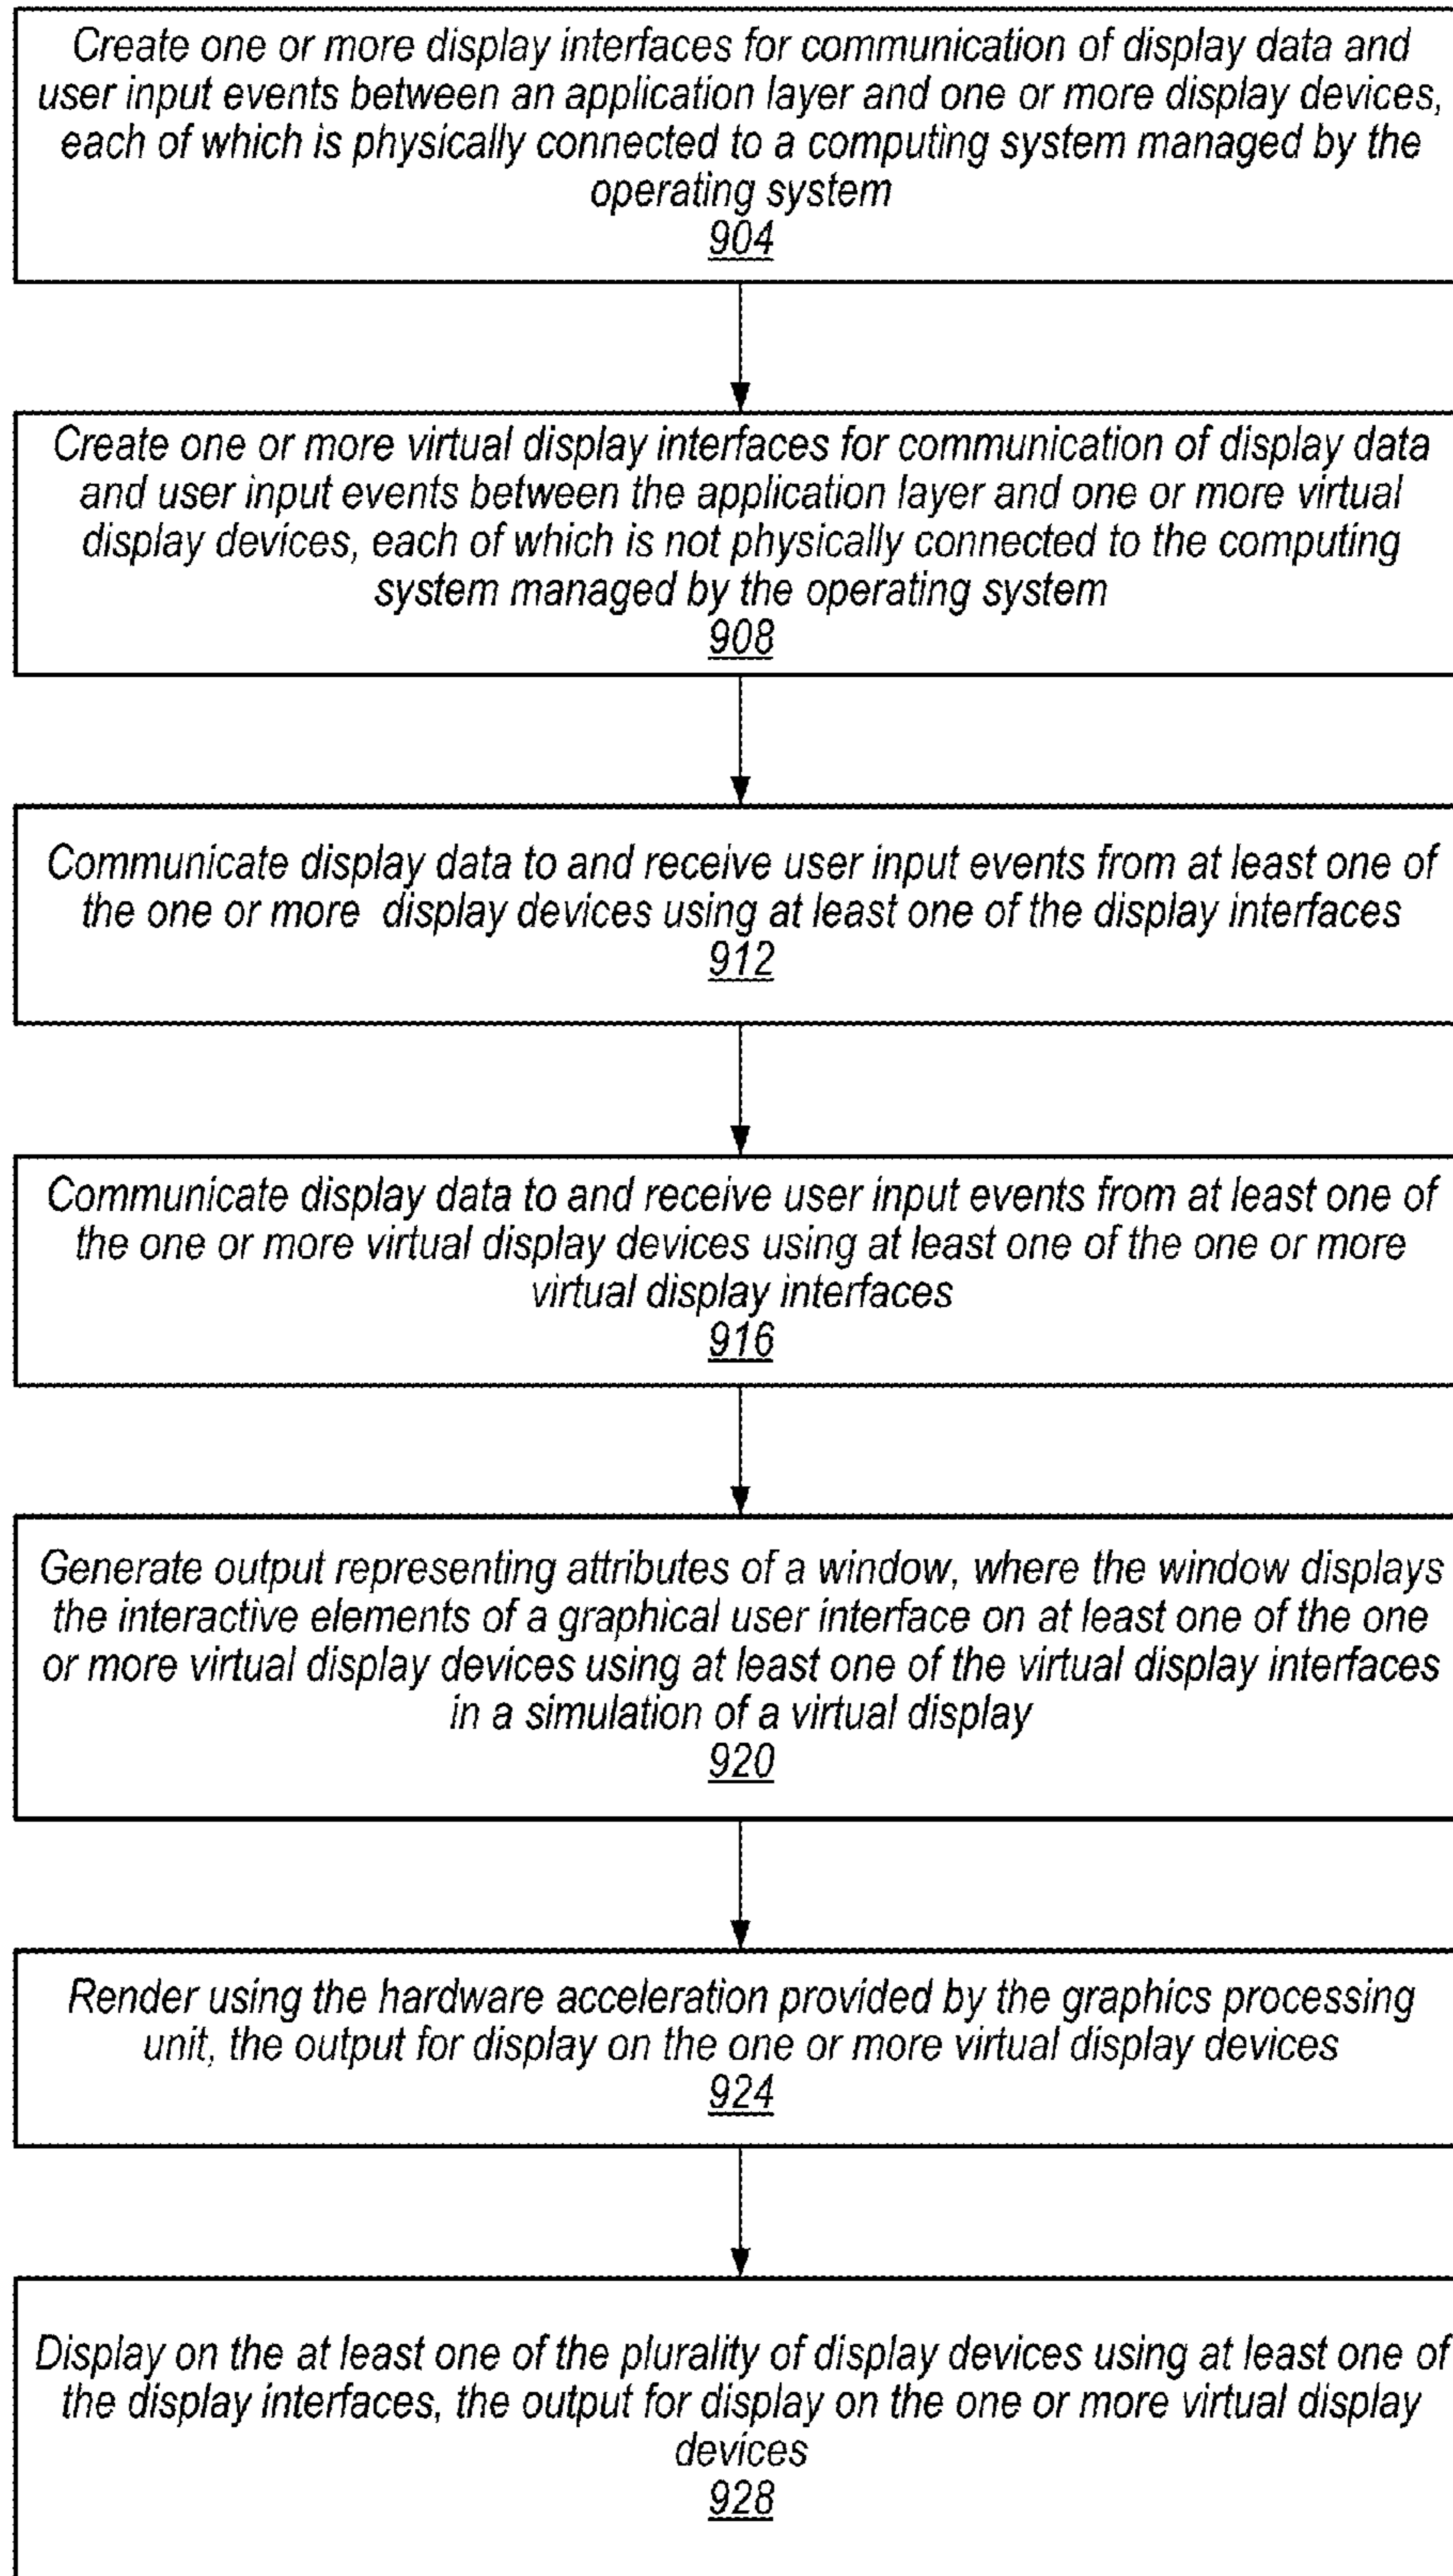 Create one or more display interfaces for communication of display data and
user input events between an application layer and one or more display devices,
each of which is physically connected to a computing system managed by the
operating system
904
Create one or more virtual display interfaces for communication of display data
and user input events between the application layer and one or more virtual
display devices, each of which is not physically connected to the computing
system managed by the operating system
908
Communicate display data to and receive user input events from at least one of
the one or more display devices using at least one of the display interfaces
912
Communicate display data to and receive user input events from at least one of
the one or more virtual display devices using at least one of the one or more
virtual display interfaces
916
Generate output representing attributes of a window, where the window displays
the interactive elements of a graphical user interface on at least one of the one
or more virtual display devices using at least one of the virtual display interfaces
in a simulation of a virtual display
920
Render using the hardware acceleration provided by the graphics processing
unit, the output for display on the one or more virtual display devices
924
Display on the at least one of the plurality of display devices using at least one of
the display interfaces, the output for display on the one or more virtual display
devices
928